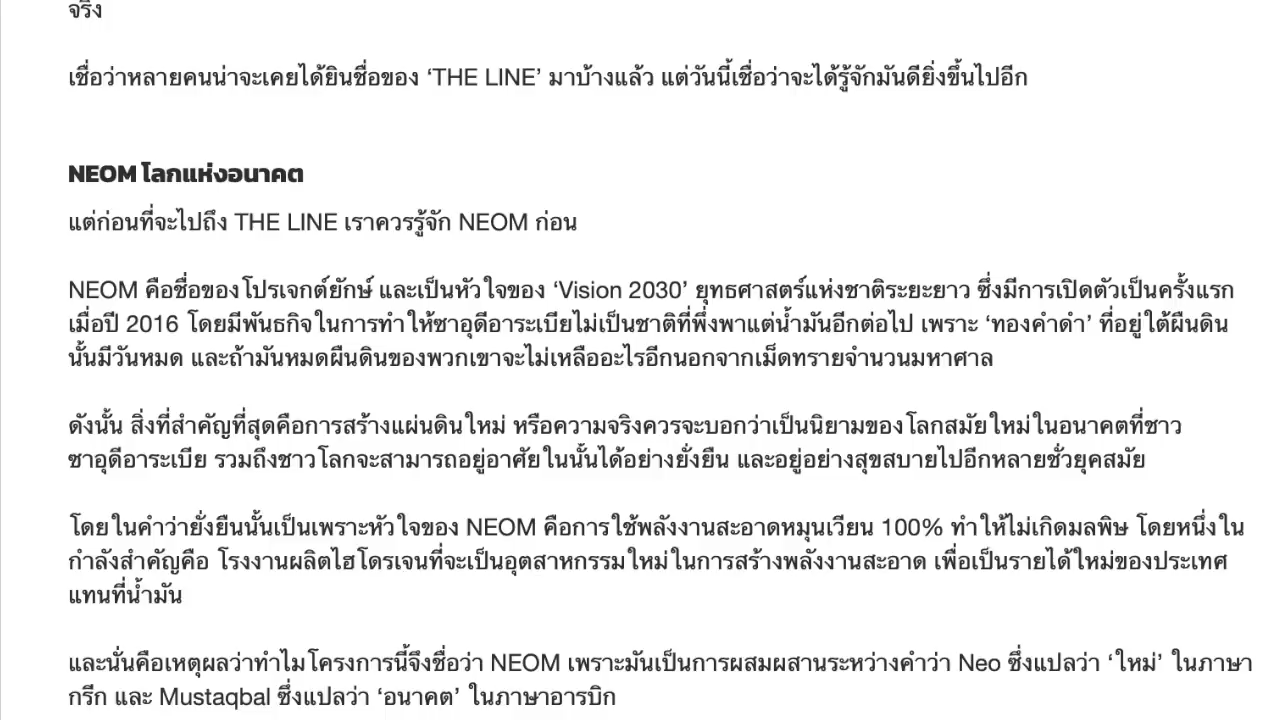 จริง
เชื่อว่าหลายคนน่าจะเคยได้ยินชื่อของ ‘THE LINE’ มาบ้างแล้ว แต่วันนี้เชื่อว่าจะได้รู้จักมันดียิ่งขึ้นไปอีก
NEOM โลกแห่งอนาคต
แต่ก่อนที่จะไปถึง THE LINE เราควรรู้จัก NEOM ก่อน
NEOM คือชื่อของโปรเจกต์ยักษ์ และเป็นหัวใจของ ‘Vision 2030’ ยุทธศาสตร์แห่งชาติระยะยาว ซึ่งมีการเปิดตัวเป็นครั้งแรก
เมื่อปี 2016 โดยมีพันธกิจในการทำให้ซาอุดีอาระเบียไม่เป็นชาติที่พึ่งพาแต่น้ำมันอีกต่อไป เพราะ ‘ทองคำดำ’ ที่อยู่ใต้ผืนดิน
นั้นมีวันหมด และถ้ามันหมดผืนดินของพวกเขาจะไม่เหลืออะไรอีกนอกจากเม็ดทรายจำนวนมหาศาล
ดังนั้น สิ่งที่สำคัญที่สุดคือการสร้างแผ่นดินใหม่ หรือความจริงควรจะบอกว่าเป็นนิยามของโลกสมัยใหม่ในอนาคตที่ชาว
ซาอุดีอาระเบีย รวมถึงชาวโลกจะสามารถอยู่อาศัยในนั้นได้อย่างยั่งยืน และอยู่อย่างสุขสบายไปอีกหลายชั่วยุคสมัย
โดยในคำว่ายั่งยืนนั้นเป็นเพราะหัวใจของ NEOM คือการใช้พลังงานสะอาดหมุนเวียน 100% ทำให้ไม่เกิดมลพิษ โดยหนึ่งใน
กำลังสำคัญคือ โรงงานผลิตไฮโดรเจนที่จะเป็นอุตสาหกรรมใหม่ในการสร้างพลังงานสะอาด เพื่อเป็นรายได้ใหม่ของประเทศ
แทนที่น้ำมัน
และนั่นคือเหตุผลว่าทำไมโครงการนี้จึงชื่อว่า NEOM เพราะมันเป็นการผสมผสานระหว่างคำว่า Neo ซึ่งแปลว่า ‘ใหม่’ ในภาษา
กรีก และ Mustaqbal ซึ่งแปลว่า ‘อนาคต’ ในภาษาอารบิก